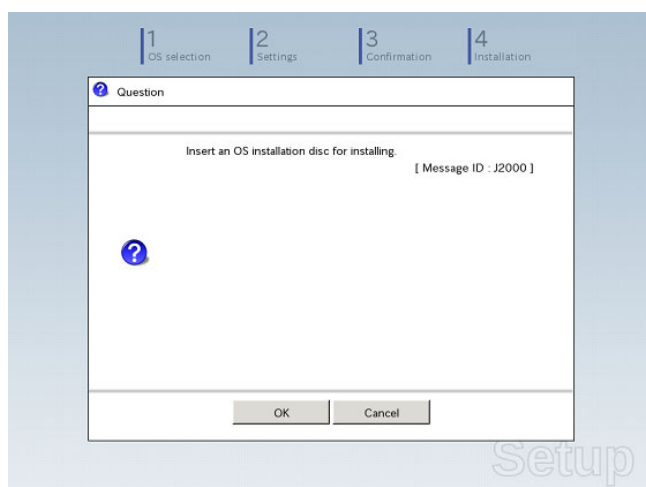 1
OS selection
2
Settings
3
Confirmation
4
Installation
Question
Insert an OS installation disc for installing.
[ Message ID : J2000 ]
OK
Cancel
Setup